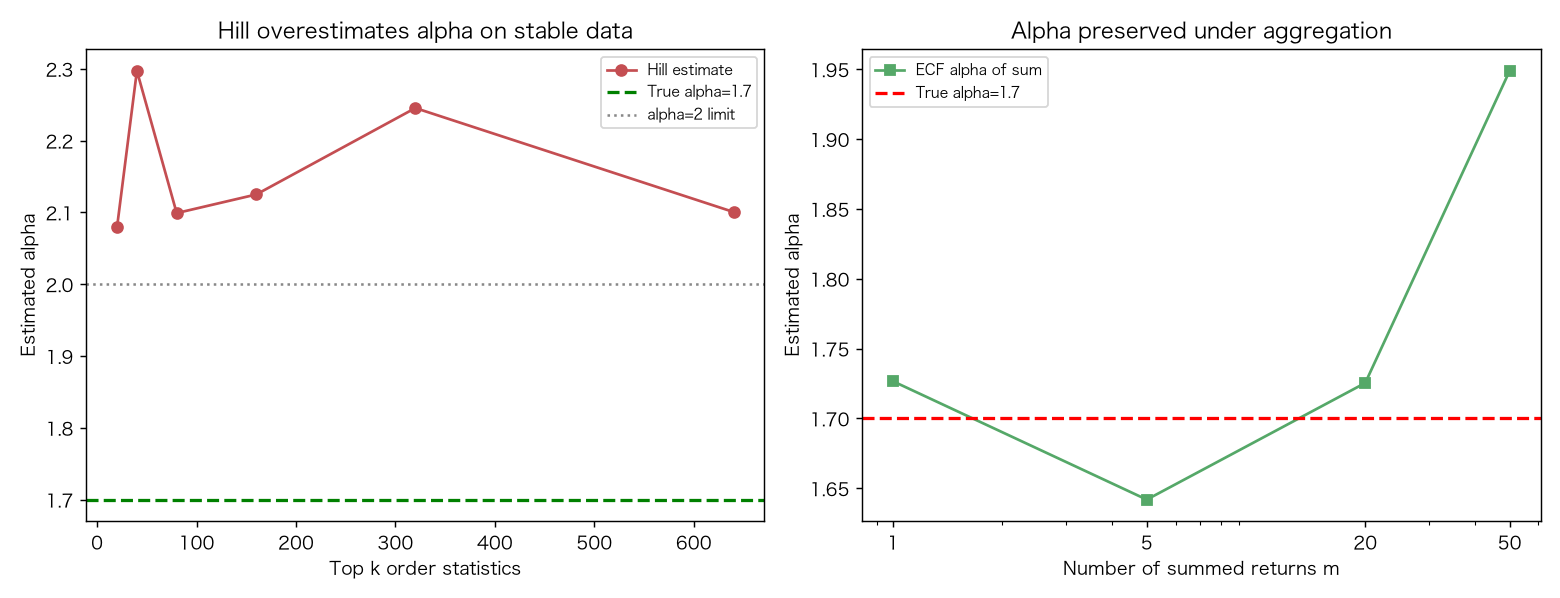 Hill overestimates alpha on stable data
Hill estimate
True alpha=1.7
alpha=2 limit
2.3
2.2
2.1
2.0
1.9
1.8
1.7
Estimated alpha
0
100
200
300
400
500
600
Top k order statistics
Alpha preserved under aggregation
ECF alpha of sum
True alpha=1.7
1.95
1.90
1.85
1.80
1.75
1.70
1.65
Estimated alpha
1
5
20
50
Number of summed returns m